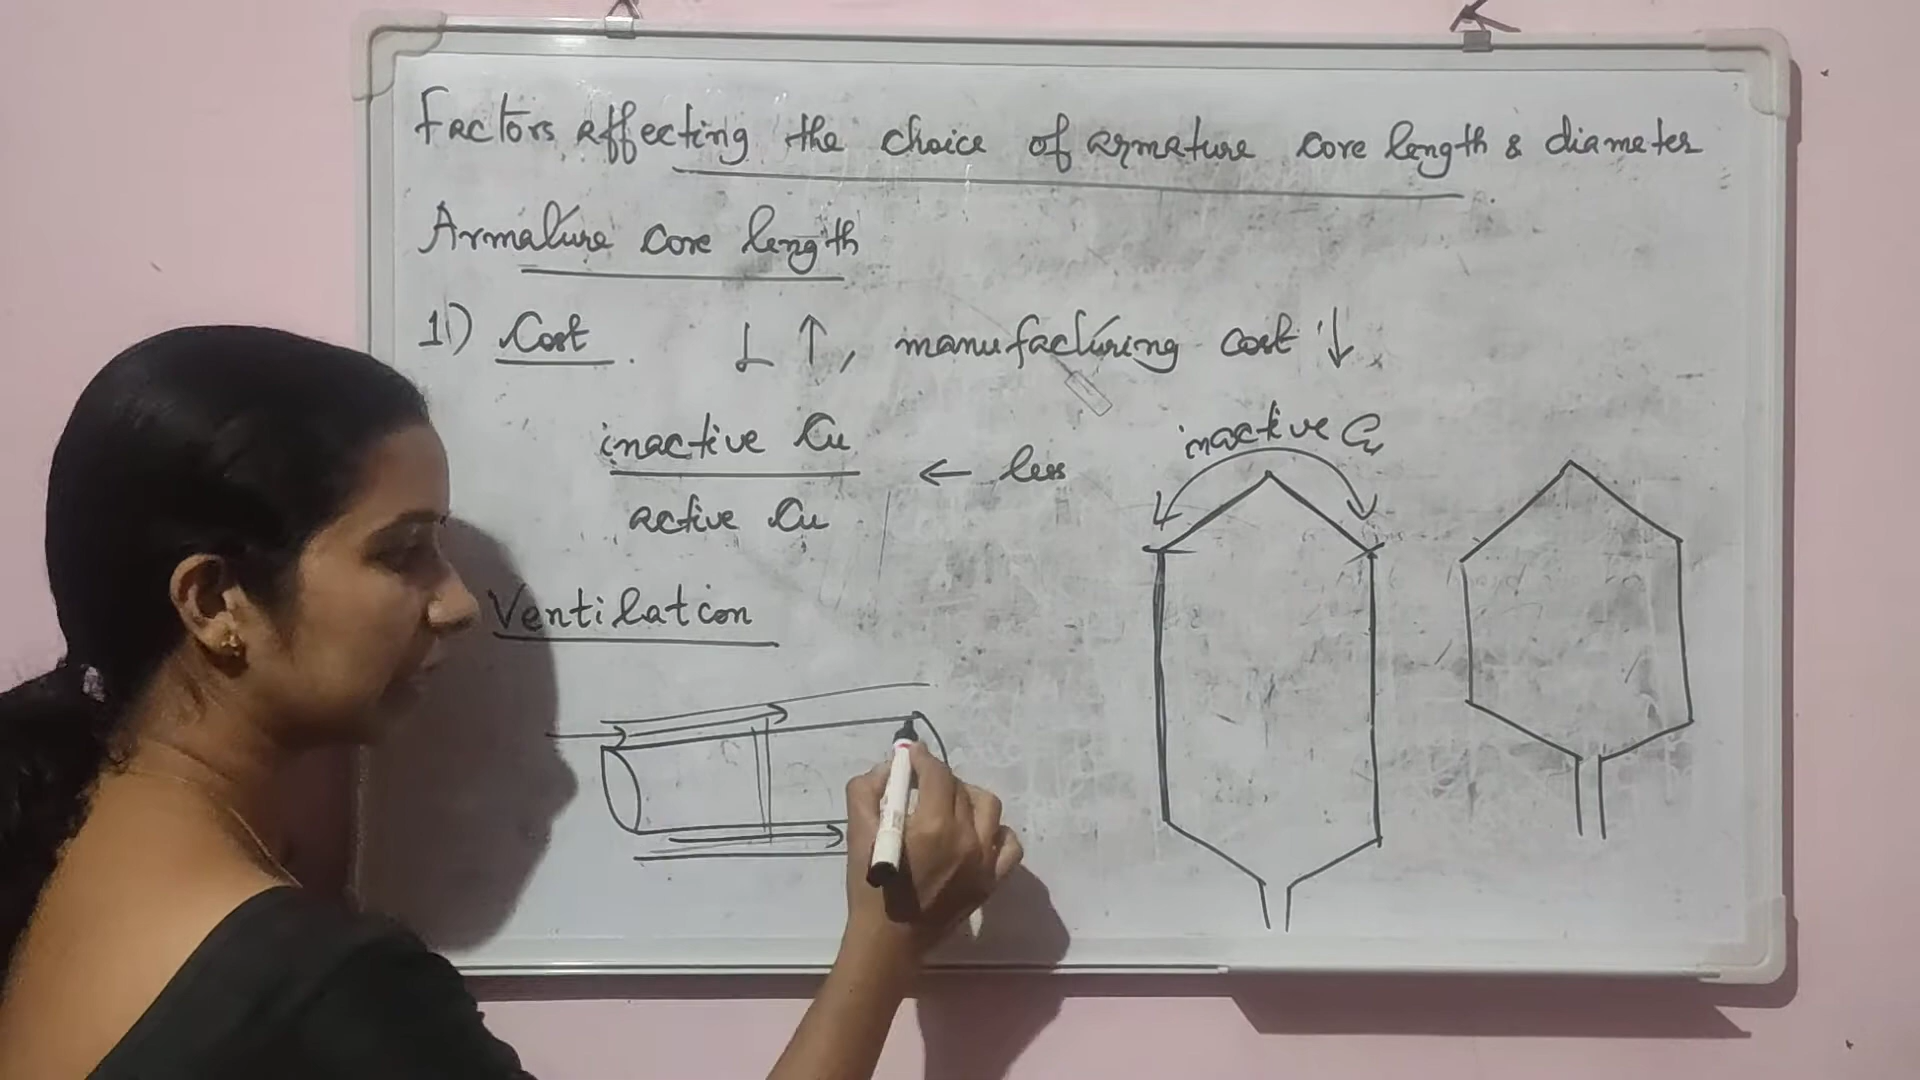 Factors affecting the choice of armature core length & diameter
Armature core length
1) Cost. L ↑, manufacturing cost ↓
inactive Cu
active Cu
← less
inactive Cu
Ventilation